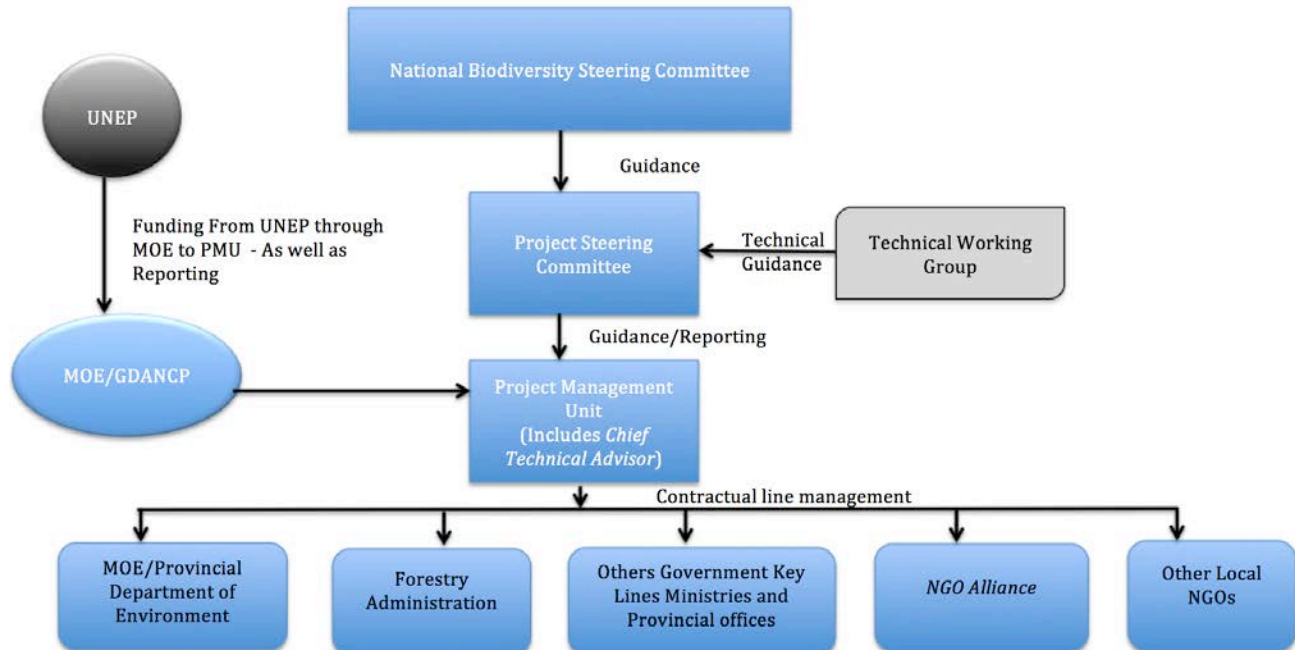 National Biodiversity Steering Committee
UNEP
Guidance
Funding From UNEP through
MOE to PMU - As well as
Reporting
Project Steering
Committee
Technical
Guidance
Technical Working
Group
Guidance/Reporting
MOE/GDANCP
Project Management
Unit
(Includes Chief
Technical Advisor)
Contractual line management
MOE/Provincial
Department of
Environment
Forestry
Administration
Others Government Key
Lines Ministries and
Provincial offices
NGO Alliance
Other Local
NGOs